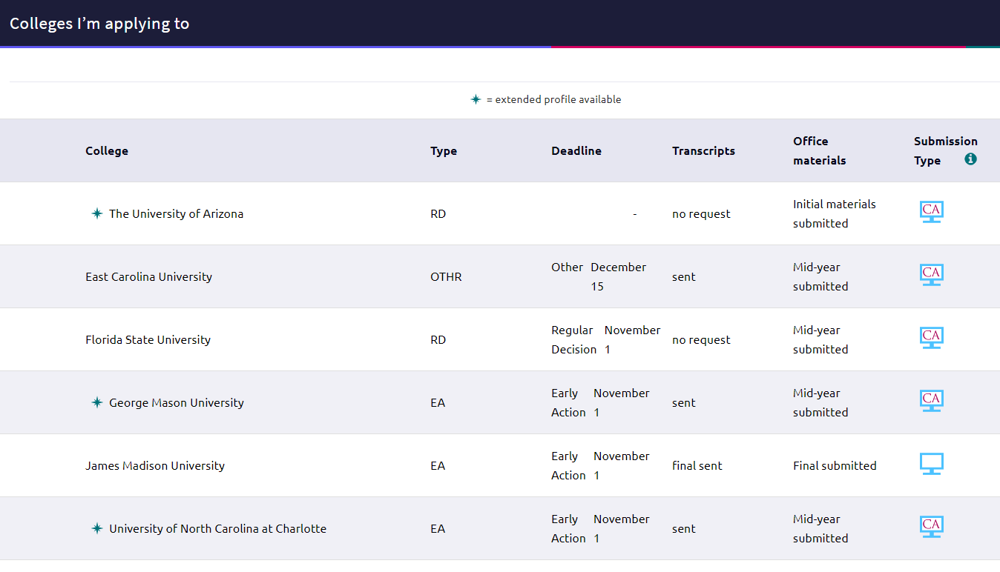 Colleges I’m applying to
= extended profile available
College Type Deadline Transcripts Office materials Submission Type
The University of Arizona RD - no request Initial materials submitted CA
East Carolina University OTHR Other December 15 sent Mid-year submitted CA
Florida State University RD Regular Decision November 1 no request Mid-year submitted CA
George Mason University EA Early Action November 1 sent Mid-year submitted CA
James Madison University EA Early Action November 1 final sent Final submitted
University of North Carolina at Charlotte EA Early Action November 1 sent Mid-year submitted CA